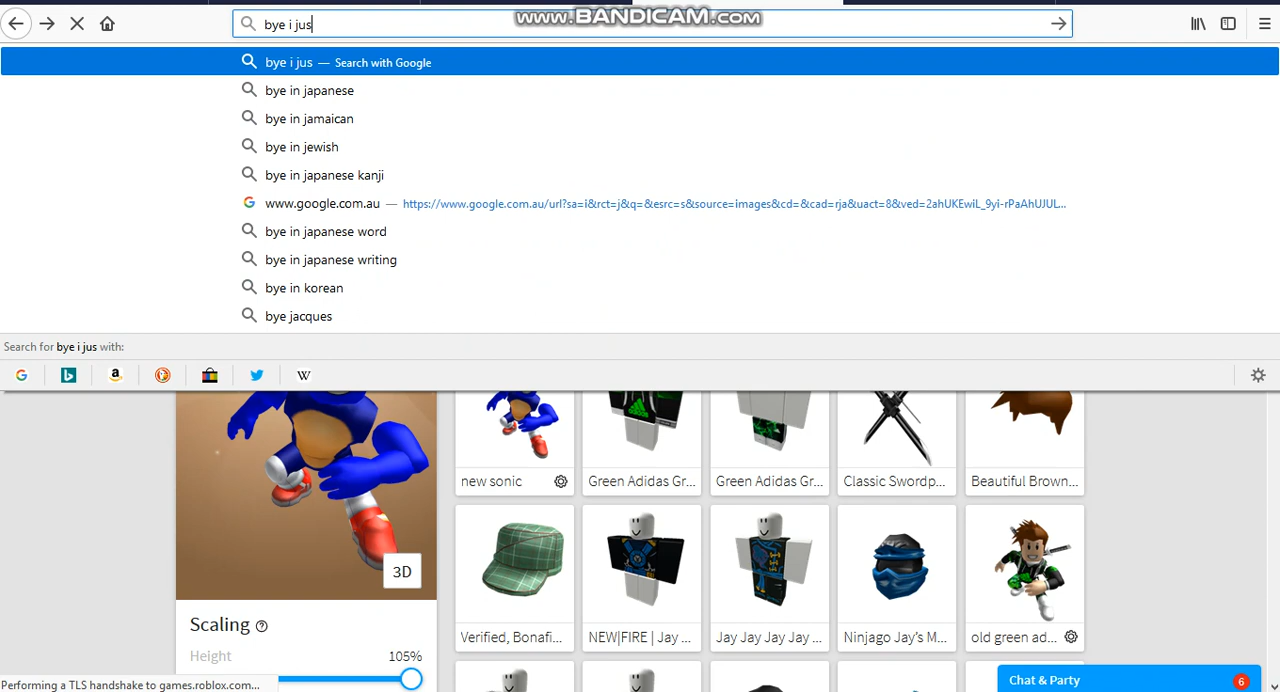 www.BANDICAM.com
bye i jus
bye i jus — Search with Google
bye in japanese
bye in jamaican
bye in jewish
bye in japanese kanji
www.google.com.au — https://www.google.com.au/url?sa=i&rct=j&q=&esrc=s&source=images&cd=&cad=rja&uact=8&ved=2ahUKEwiL_9yi-rPaAhUJUL...
bye in japanese word
bye in japanese writing
bye in korean
bye jacques
Search for bye i jus with:
new sonic
Green Adidas Gr...
Green Adidas Gr...
Classic Swordp...
Beautiful Brown...
3D
Verified, Bonafi...
NEW|FIRE | Jay ...
Jay Jay Jay Jay ...
Ninjago Jay's M...
old green ad...
Scaling
Height 105%
Performing a TLS handshake to games.roblox.com...
Chat & Party 6